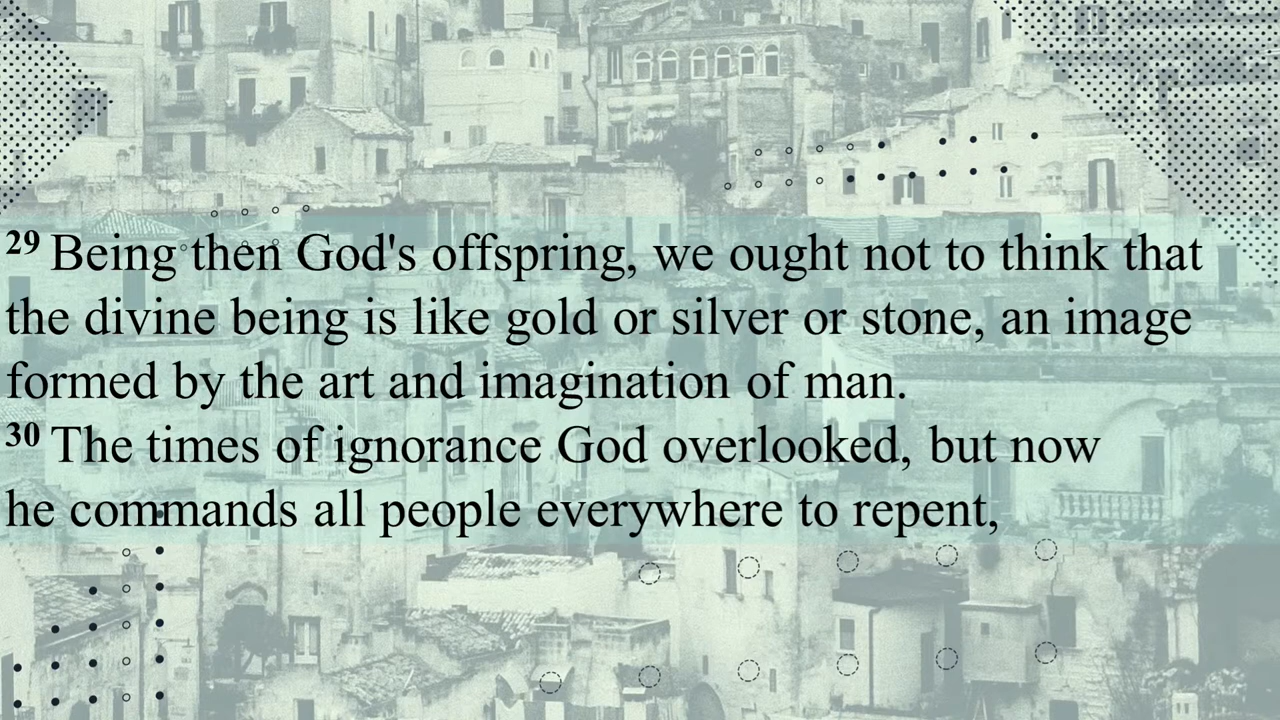 29 Being then God's offspring, we ought not to think that
the divine being is like gold or silver or stone, an image
formed by the art and imagination of man.
30 The times of ignorance God overlooked, but now
he commands all people everywhere to repent,